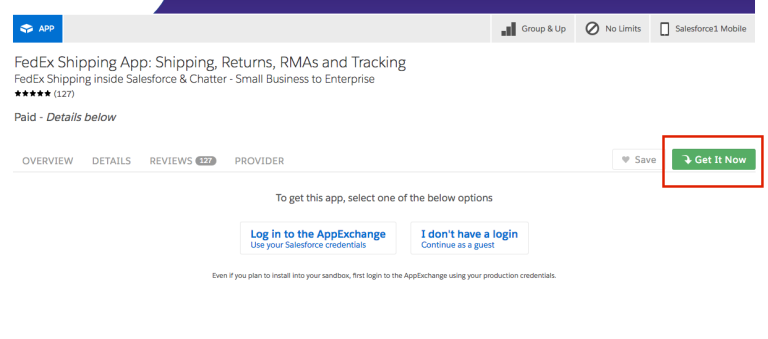 APP
Group & Up
No Limits
Salesforce1 Mobile
FedEx Shipping App: Shipping, Returns, RMAs and Tracking
FedEx Shipping inside Salesforce & Chatter - Small Business to Enterprise
★★★★★ (127)
Paid - Details below
OVERVIEW DETAILS REVIEWS 127 PROVIDER
Save
Get It Now
To get this app, select one of the below options
Log in to the AppExchange
Use your Salesforce credentials
I don't have a login
Continue as a guest
Even if you plan to install into your sandbox, first login to the AppExchange using your production credentials.